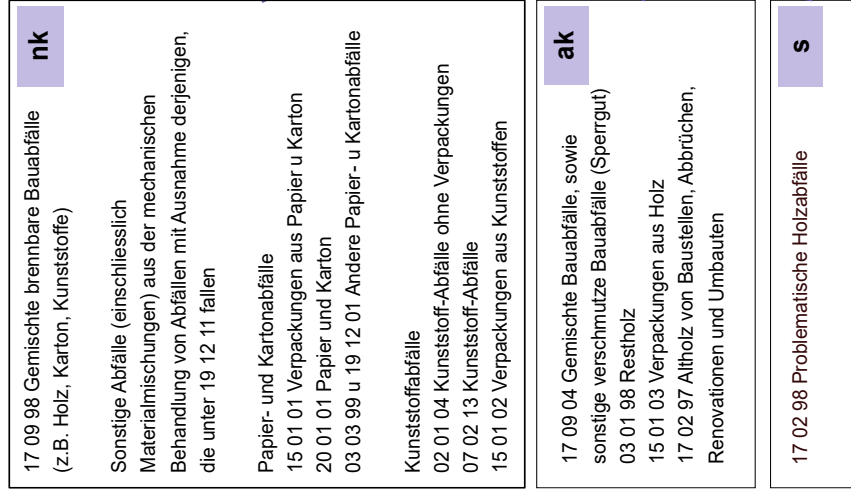 17 09 98 Gemischte brennbare Bauabfälle
(z.B. Holz, Karton, Kunststoffe)
nk
Sonstige Abfälle (einschliesslich
Materialmischungen) aus der mechanischen
Behandlung von Abfällen mit Ausnahme derjenigen,
die unter 19 12 11 fallen
Papier- und Kartonabfälle
15 01 01 Verpackungen aus Papier u Karton
20 01 01 Papier und Karton
03 03 99 u 19 12 01 Andere Papier- u Kartonabfälle
Kunststoffabfälle
02 01 04 Kunststoff-Abfälle ohne Verpackungen
07 02 13 Kunststoff-Abfälle
15 01 02 Verpackungen aus Kunststoffen
ak
17 09 04 Gemischte Bauabfälle, sowie
sonstige verschmutze Bauabfälle (Sperrgut)
03 01 98 Restholz
15 01 03 Verpackungen aus Holz
17 02 97 Altholz von Baustellen, Abbrüchen,
Renovationen und Umbauten
s
17 02 98 Problematische Holzabfälle